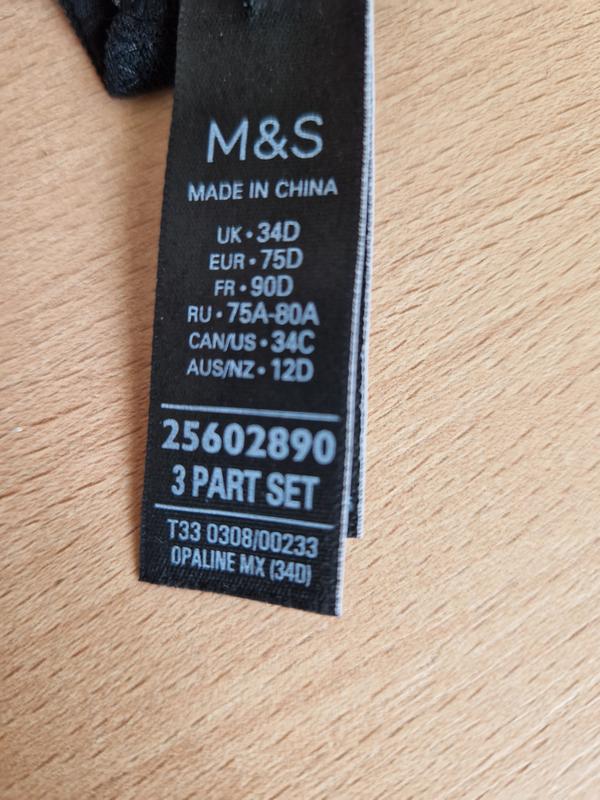 M&S
MADE IN CHINA
UK • 34D
EUR • 75D
FR • 90D
RU • 75A-80A
CAN/US • 34C
AUS/NZ • 12D
25602890
3 PART SET
T33 0308/00233
OPALINE MX (34D)